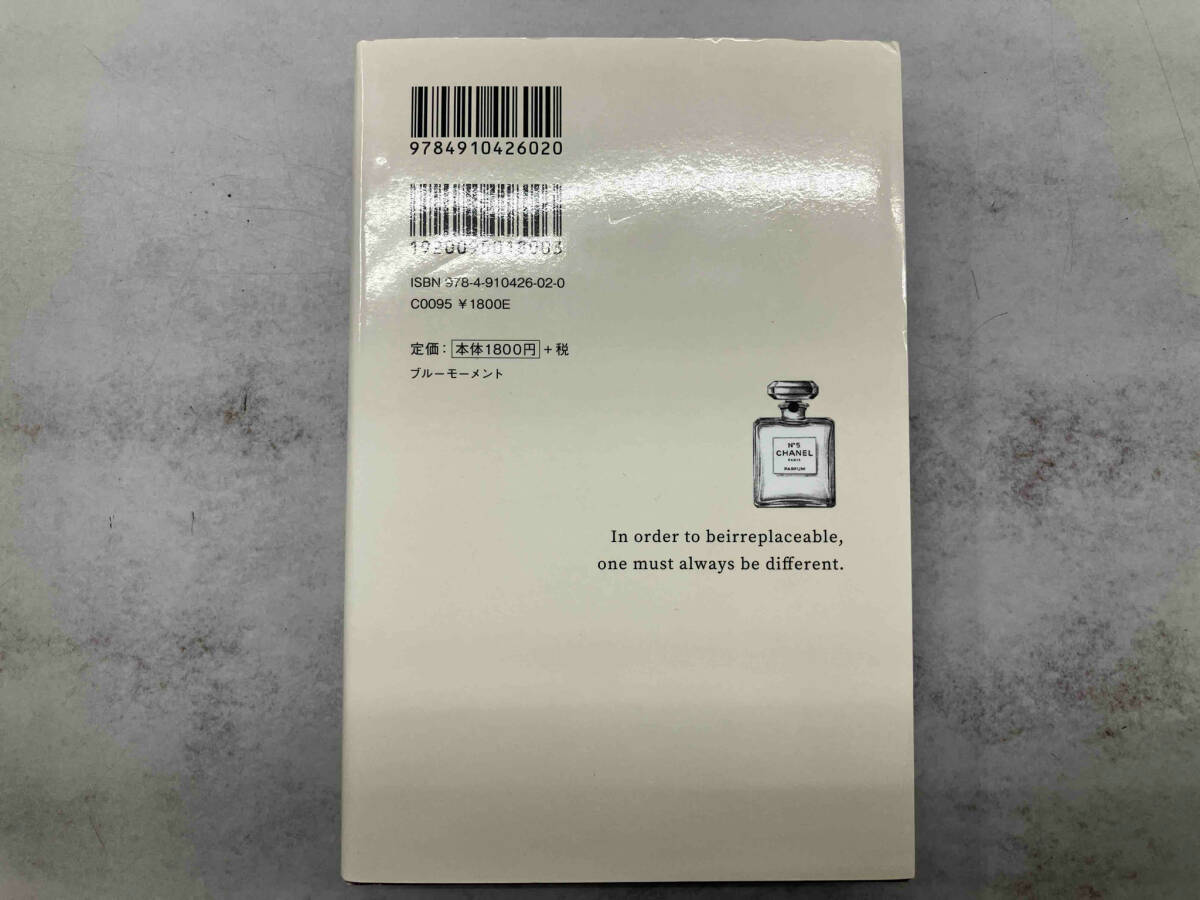 9784910426020
ISBN 978-4-910426-02-0
C0095 ¥1800E
定価：本体1800円＋税
ブルーモーメント
N°5
CHANEL
PARIS
PARFUM
In order to beirreplaceable,
one must always be different.